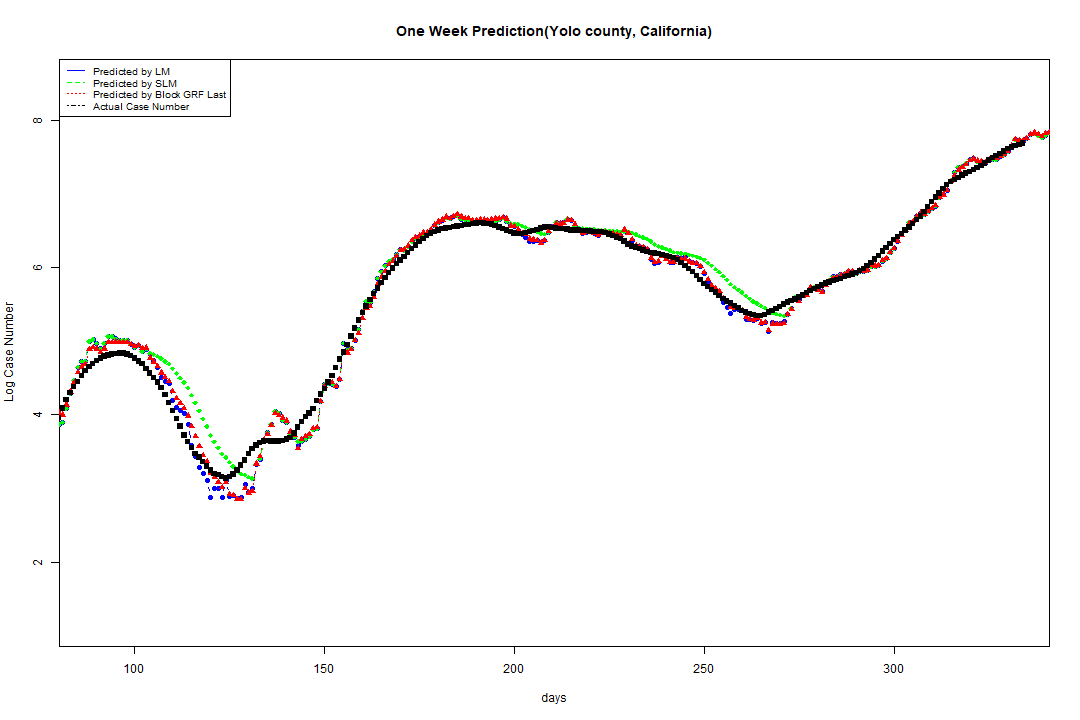 One Week Prediction(Yolo county, California)
Predicted by LM
Predicted by SLM
Predicted by Block GRF Last
Actual Case Number
8
6
4
2
Log Case Number
100 150 200 250 300
days